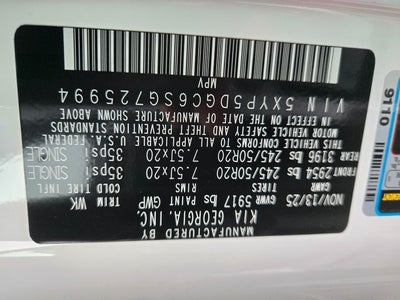 MANUFACTURED BY
KIA GEORGIA, INC.
NOV/13/25 GVWR 5917 lbs PAINT GWP TRIM WK
GAWR RIMS COLD TIRE INFL
FRONT 2954 lbs 245/50R20 7.5Jx20 35psi SINGLE
REAR 3196 lbs 245/50R20 7.5Jx20 35psi SINGLE
THIS VEHICLE CONFORMS TO ALL APPLICABLE U.S.A. FEDERAL
MOTOR VEHICLE SAFETY AND THEFT PREVENTION STANDARDS
IN EFFECT ON THE DATE OF MANUFACTURE SHOWN ABOVE
VIN 5XYP5DGC6SG725994
MPV
9110